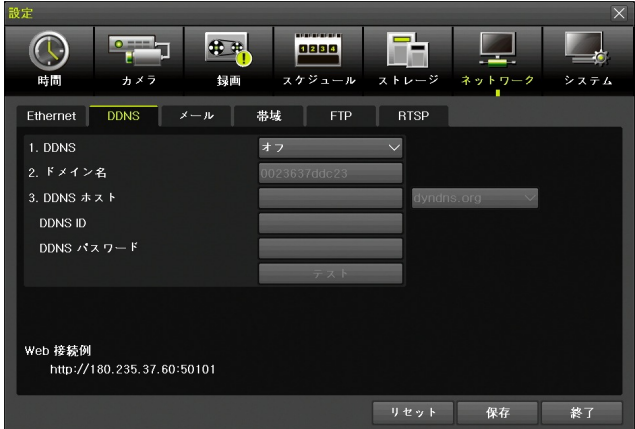 設定
時間 カメラ 録画 スケジュール ストレージ ネットワーク システム
Ethernet DDNS メール 帯域 FTP RTSP
1. DDNS オフ
2. ドメイン名 0023637ddc23
3. DDNS ホスト dyndns.org
DDNS ID
DDNS パスワード
テスト
Web 接続例
http://180.235.37.60:50101
リセット 保存 終了